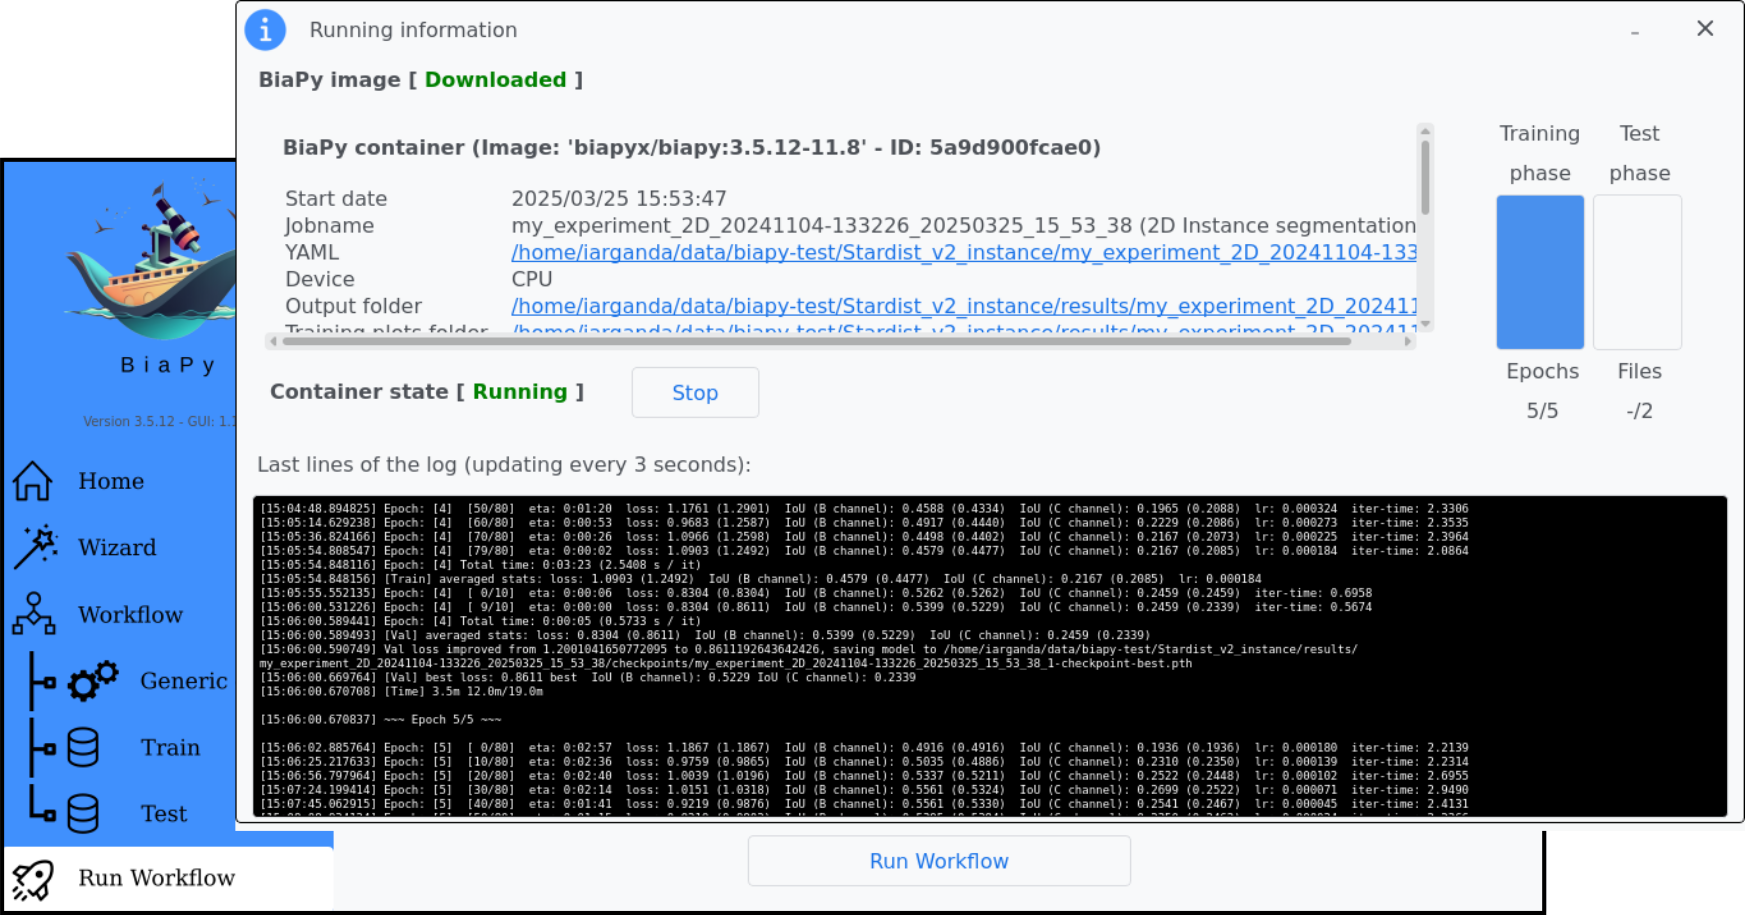 Running information
BiaPy image [ Downloaded ]
BiaPy container (Image: 'biapyx/biapy:3.5.12-11.8' - ID: 5a9d900fcae0)
Start date 2025/03/25 15:53:47
Jobname my_experiment_2D_20241104-133226_20250325_15_53_38 (2D Instance segmentation
YAML /home/iarganda/data/biapy-test/Stardist_v2_instance/my_experiment_2D_20241104-133
Device CPU
Output folder /home/iarganda/data/biapy-test/Stardist_v2_instance/results/my_experiment_2D_202411
Training plots folder /home/iarganda/data/biapy-test/Stardist_v2_instance/results/my_experiment_2D_202411
Training phase
Test phase
Epochs
5/5
Files
-/2
Container state [ Running ]
Stop
Last lines of the log (updating every 3 seconds):
[15:04:48.894825] Epoch: [4] [50/80] eta: 0:01:20 loss: 1.1761 (1.2901) IoU (B channel): 0.4588 (0.4334) IoU (C channel): 0.1965 (0.2088) lr: 0.000324 iter-time: 2.3306
[15:05:14.629238] Epoch: [4] [60/80] eta: 0:00:53 loss: 0.9683 (1.2587) IoU (B channel): 0.4917 (0.4440) IoU (C channel): 0.2229 (0.2086) lr: 0.000273 iter-time: 2.3535
[15:05:36.824166] Epoch: [4] [70/80] eta: 0:00:26 loss: 1.0966 (1.2598) IoU (B channel): 0.4498 (0.4402) IoU (C channel): 0.2167 (0.2073) lr: 0.000225 iter-time: 2.3964
[15:05:54.808547] Epoch: [4] [79/80] eta: 0:00:02 loss: 1.0903 (1.2492) IoU (B channel): 0.4579 (0.4477) IoU (C channel): 0.2167 (0.2085) lr: 0.000184 iter-time: 2.0864
[15:05:54.848116] Epoch: [4] Total time: 0:03:23 (2.5408 s / it)
[15:05:54.848156] [Train] averaged stats: loss: 1.0903 (1.2492) IoU (B channel): 0.4579 (0.4477) IoU (C channel): 0.2167 (0.2085) lr: 0.000184
[15:05:55.552135] Epoch: [4] [ 0/10] eta: 0:00:06 loss: 0.8304 (0.8304) IoU (B channel): 0.5262 (0.5262) IoU (C channel): 0.2459 (0.2459) iter-time: 0.6958
[15:06:00.531226] Epoch: [4] [ 9/10] eta: 0:00:00 loss: 0.8304 (0.8611) IoU (B channel): 0.5399 (0.5229) IoU (C channel): 0.2459 (0.2339) iter-time: 0.5674
[15:06:00.589441] Epoch: [4] Total time: 0:00:05 (0.5733 s / it)
[15:06:00.589493] [Val] averaged stats: loss: 0.8304 (0.8611) IoU (B channel): 0.5399 (0.5229) IoU (C channel): 0.2459 (0.2339)
[15:06:00.590749] Val loss improved from 1.2001041650772095 to 0.8611192643642426, saving model to /home/iarganda/data/biapy-test/Stardist_v2_instance/results/
my_experiment_2D_20241104-133226_20250325_15_53_38/checkpoints/my_experiment_2D_20241104-133226_20250325_15_53_38_1-checkpoint-best.pth
[15:06:00.669764] [Val] best loss: 0.8611 best IoU (B channel): 0.5229 IoU (C channel): 0.2339
[15:06:00.670708] [Time] 3.5m 12.0m/19.0m
[15:06:00.670837] ~~~ Epoch 5/5 ~~~
[15:06:02.885764] Epoch: [5] [ 0/80] eta: 0:02:57 loss: 1.1867 (1.1867) IoU (B channel): 0.4916 (0.4916) IoU (C channel): 0.1936 (0.1936) lr: 0.000180 iter-time: 2.2139
[15:06:25.217633] Epoch: [5] [10/80] eta: 0:02:36 loss: 0.9759 (0.9865) IoU (B channel): 0.5035 (0.4886) IoU (C channel): 0.2310 (0.2350) lr: 0.000139 iter-time: 2.2314
[15:06:56.797964] Epoch: [5] [20/80] eta: 0:02:40 loss: 1.0039 (1.0196) IoU (B channel): 0.5337 (0.5211) IoU (C channel): 0.2522 (0.2448) lr: 0.000102 iter-time: 2.6955
[15:07:24.199414] Epoch: [5] [30/80] eta: 0:02:14 loss: 1.0151 (1.0318) IoU (B channel): 0.5561 (0.5324) IoU (C channel): 0.2699 (0.2522) lr: 0.000071 iter-time: 2.9490
[15:07:45.062915] Epoch: [5] [40/80] eta: 0:01:41 loss: 0.9219 (0.9876) IoU (B channel): 0.5561 (0.5330) IoU (C channel): 0.2541 (0.2467) lr: 0.000045 iter-time: 2.4131
BiaPy
Version 3.5.12 - GUI: 1.1
Home
Wizard
Workflow
Generic
Train
Test
Run Workflow
Run Workflow